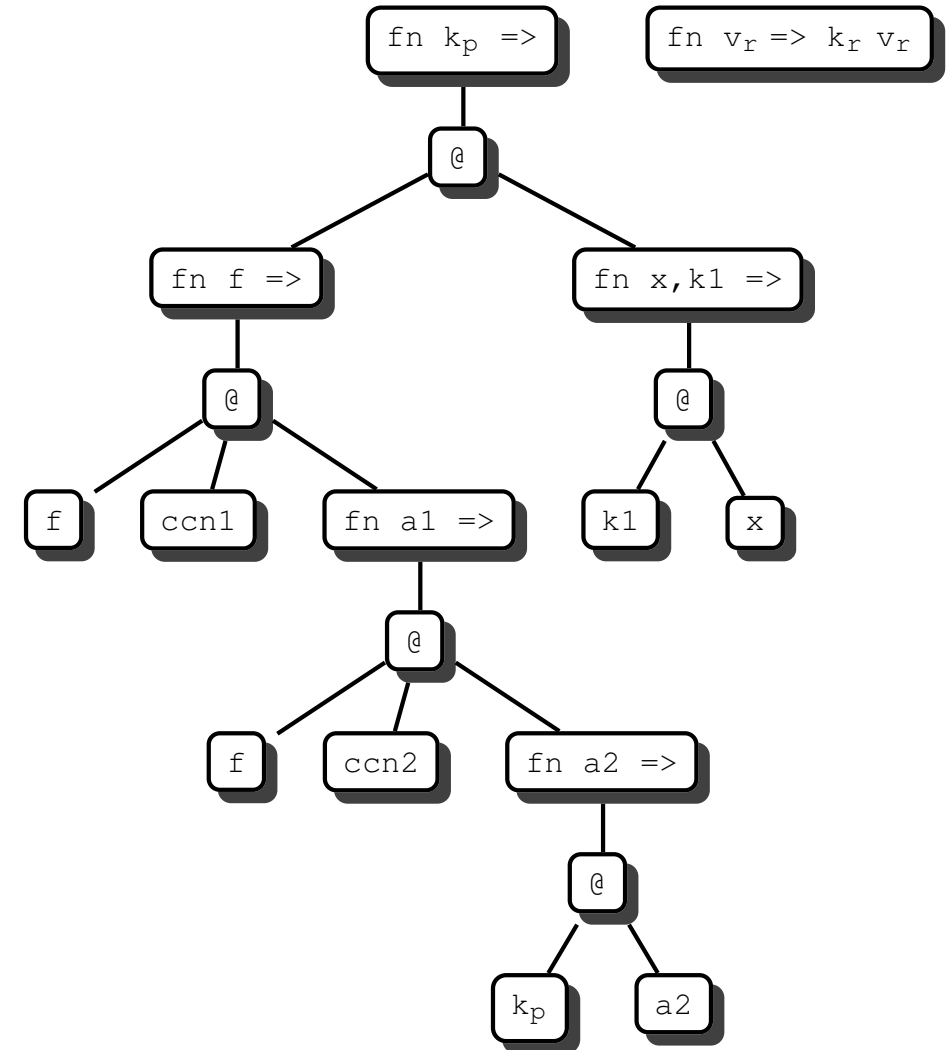 fn kₚ =>
fn vᵣ => kᵣ vᵣ
@
fn f =>
fn x,k1 =>
@
@
f
ccn1
fn a1 =>
k1
x
@
f
ccn2
fn a2 =>
@
kₚ
a2